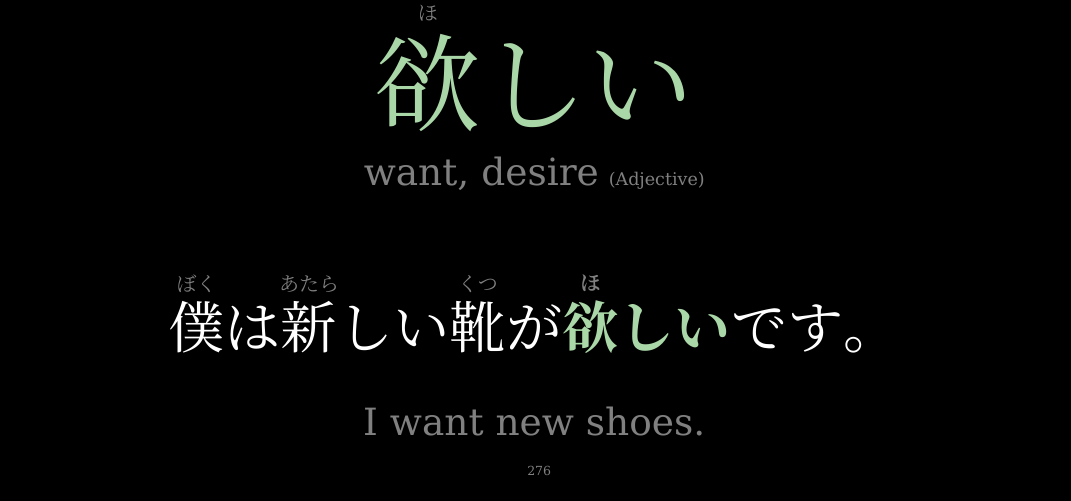 ほ
欲しい
want, desire (Adjective)
ぼく あたら くつ ほ
僕は新しい靴が欲しいです。
I want new shoes.
276